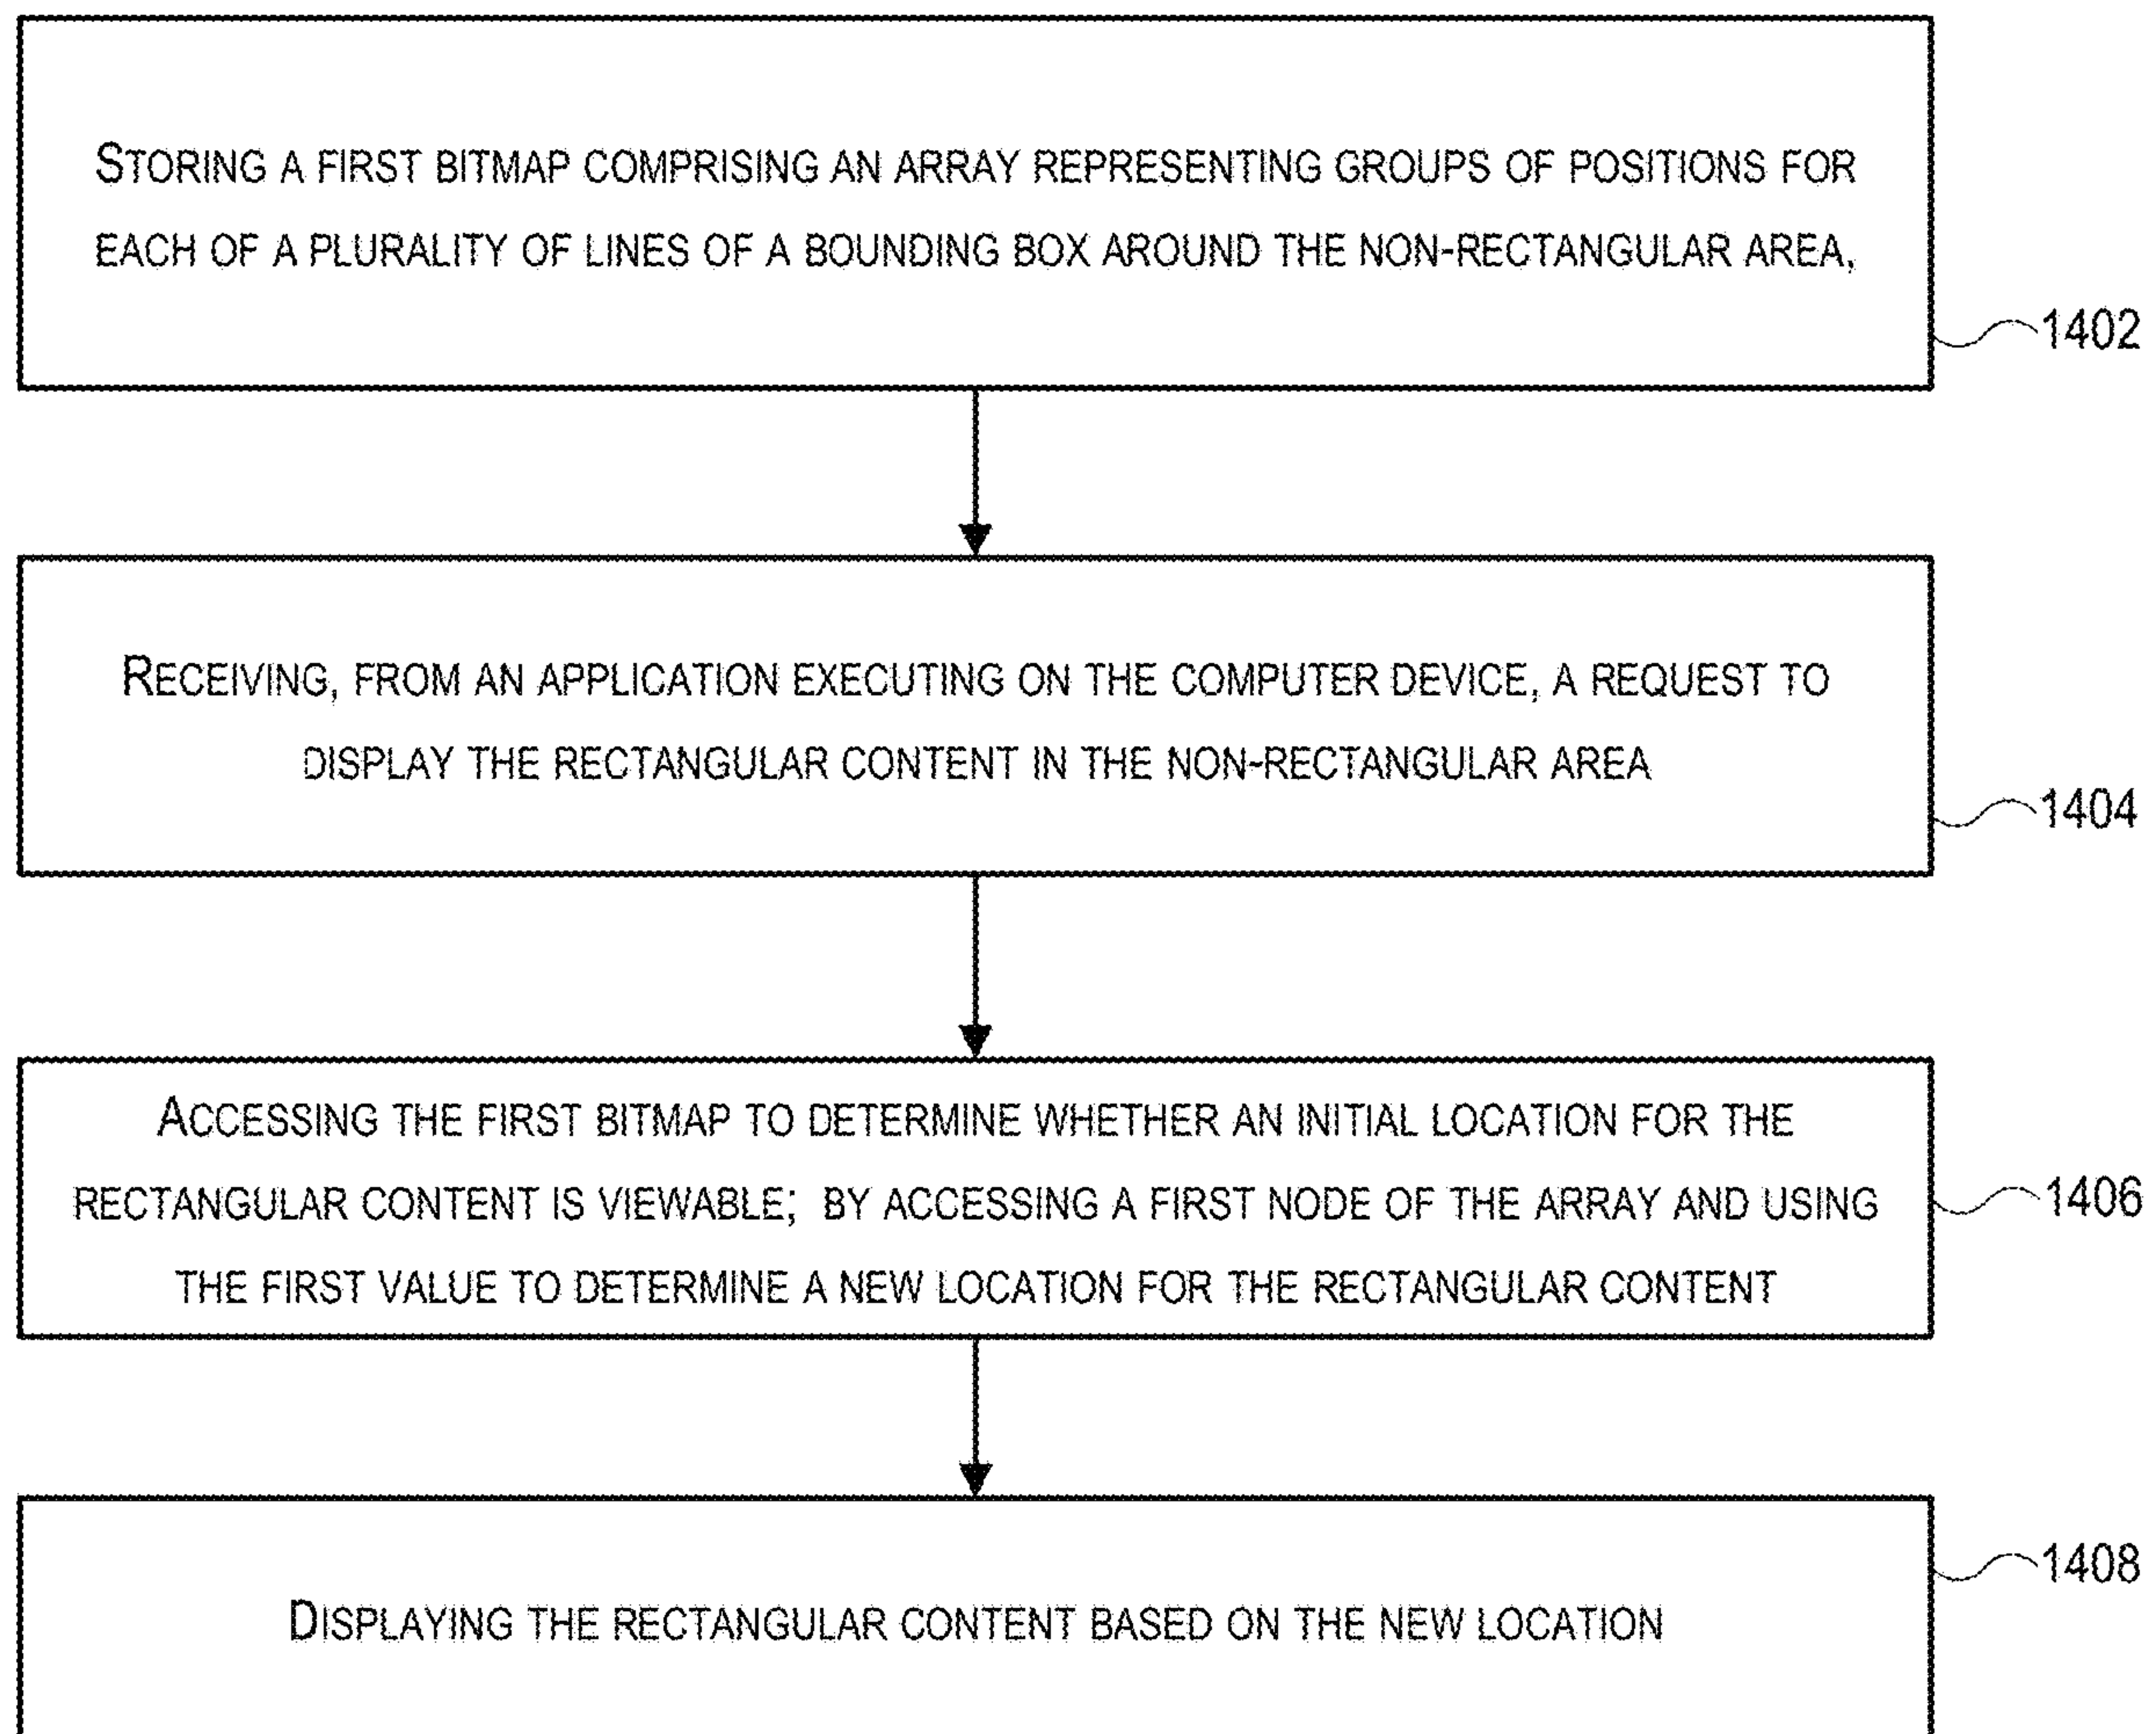 STORING A FIRST BITMAP COMPRISING AN ARRAY REPRESENTING GROUPS OF POSITIONS FOR
EACH OF A PLURALITY OF LINES OF A BOUNDING BOX AROUND THE NON-RECTANGULAR AREA,
1402
RECEIVING, FROM AN APPLICATION EXECUTING ON THE COMPUTER DEVICE, A REQUEST TO
DISPLAY THE RECTANGULAR CONTENT IN THE NON-RECTANGULAR AREA
1404
ACCESSING THE FIRST BITMAP TO DETERMINE WHETHER AN INITIAL LOCATION FOR THE
RECTANGULAR CONTENT IS VIEWABLE; BY ACCESSING A FIRST NODE OF THE ARRAY AND USING
THE FIRST VALUE TO DETERMINE A NEW LOCATION FOR THE RECTANGULAR CONTENT
1406
DISPLAYING THE RECTANGULAR CONTENT BASED ON THE NEW LOCATION
1408